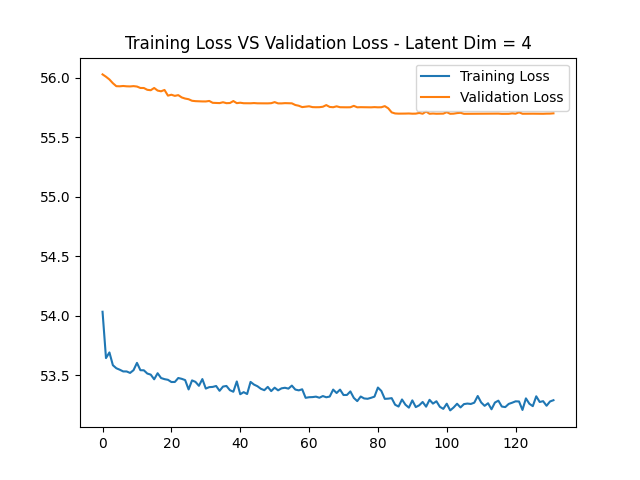 Training Loss VS Validation Loss - Latent Dim = 4
Training Loss
Validation Loss
56.0
55.5
55.0
54.5
54.0
53.5
0 20 40 60 80 100 120